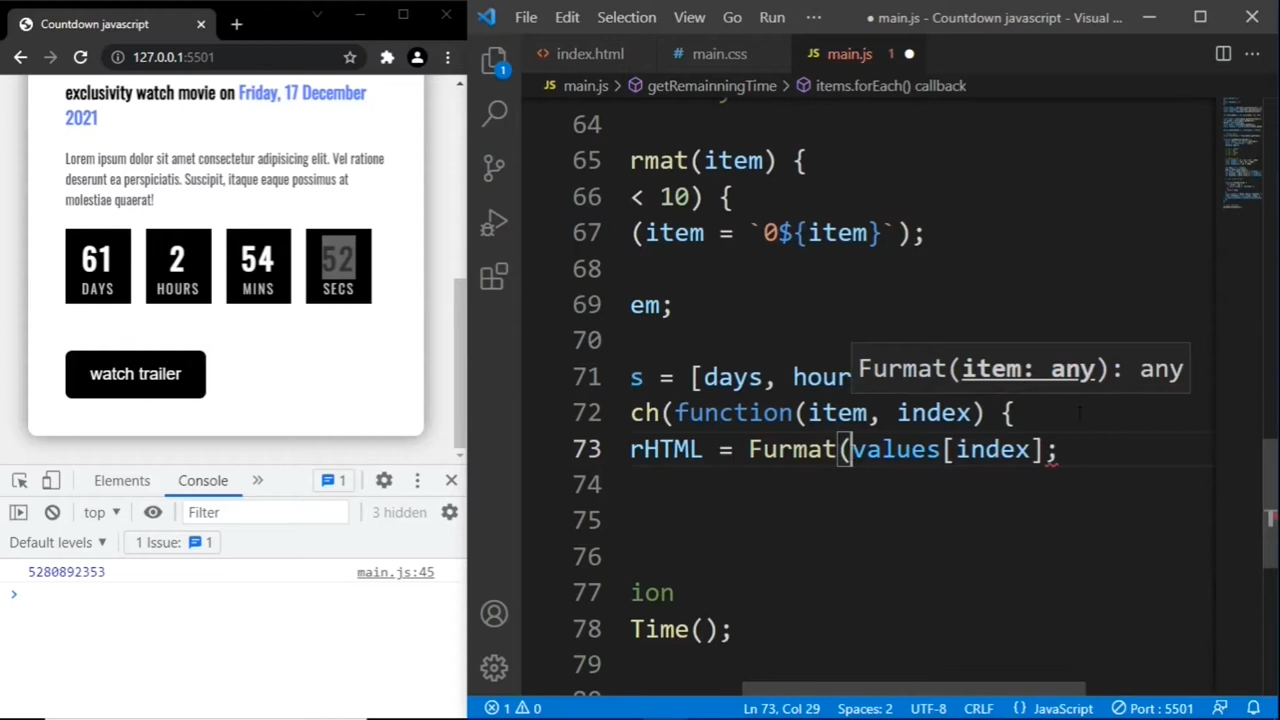 Countdown javascript
127.0.0.1:5501
exclusivity watch movie on Friday, 17 December
2021
Lorem ipsum dolor sit amet consectetur adipisicing elit. Vel ratione
deserunt ea perspiciatis. Suscipit, itaque eaque possimus at
molestiae quaerat!
61 2 54 52
DAYS HOURS MINS SECS
watch trailer
Elements Console 1
top Filter 3 hidden
Default levels 1 Issue: 1
5280892353 main.js:45
File Edit Selection View Go Run ● main.js - Countdown javascript - Visual ...
index.html # main.css JS main.js 1 ●
JS main.js > getRemainningTime > items.forEach() callback
1
64
65 rmat(item) {
66 < 10) {
67 (item = `0${item}`);
68
69 em;
70
71 s = [days, hour
Furmat(item: any): any
72 ch(function(item, index) {
73 rHTML = Furmat(values[index];
74
75
76
77 ion
78 Time();
79
1 0 Ln 73, Col 29 Spaces: 2 UTF-8 CRLF {} JavaScript Port : 5501